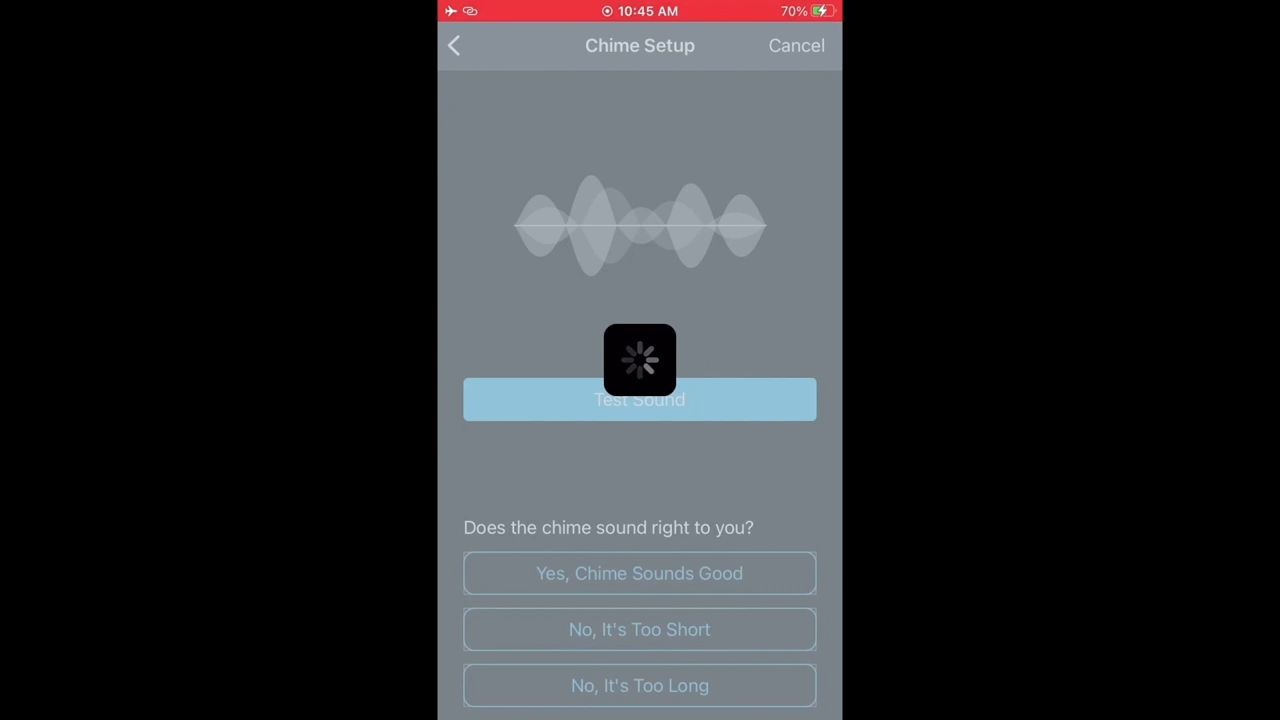 10:45 AM
70%
Chime Setup
Cancel
Test Sound
Does the chime sound right to you?
Yes, Chime Sounds Good
No, It's Too Short
No, It's Too Long